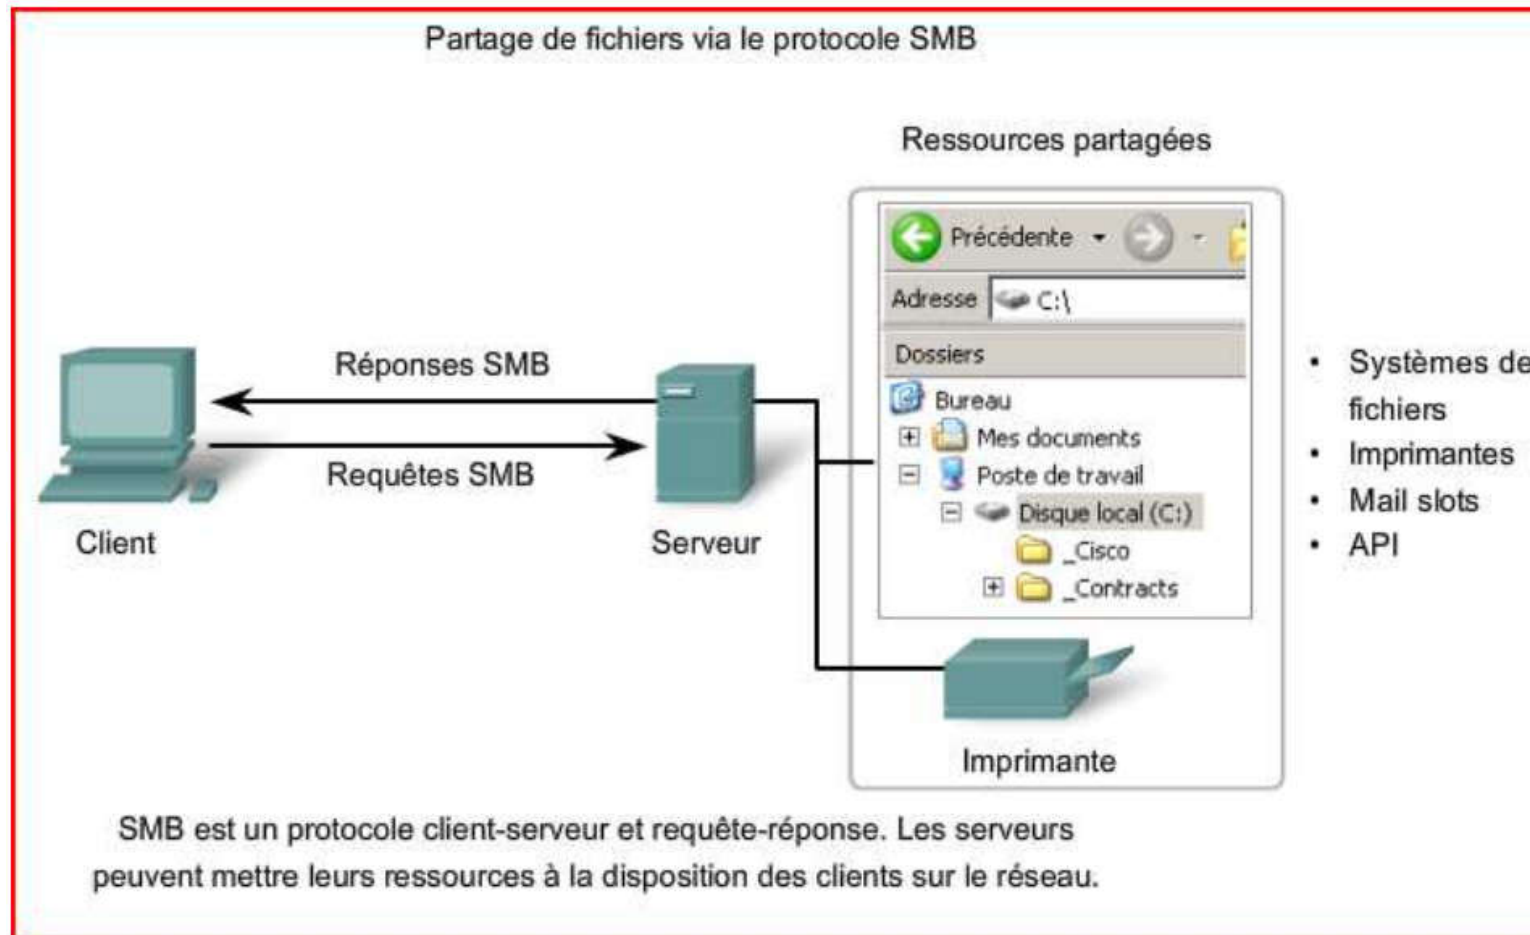 Partage de fichiers via le protocole SMB
Ressources partagées
Précédente
Adresse C:\
Dossiers
Bureau
Mes documents
Poste de travail
Disque local (C:)
_Cisco
_Contracts
Imprimante
Réponses SMB
Requêtes SMB
Client
Serveur
• Systèmes de
fichiers
• Imprimantes
• Mail slots
• API
SMB est un protocole client-serveur et requête-réponse. Les serveurs
peuvent mettre leurs ressources à la disposition des clients sur le réseau.